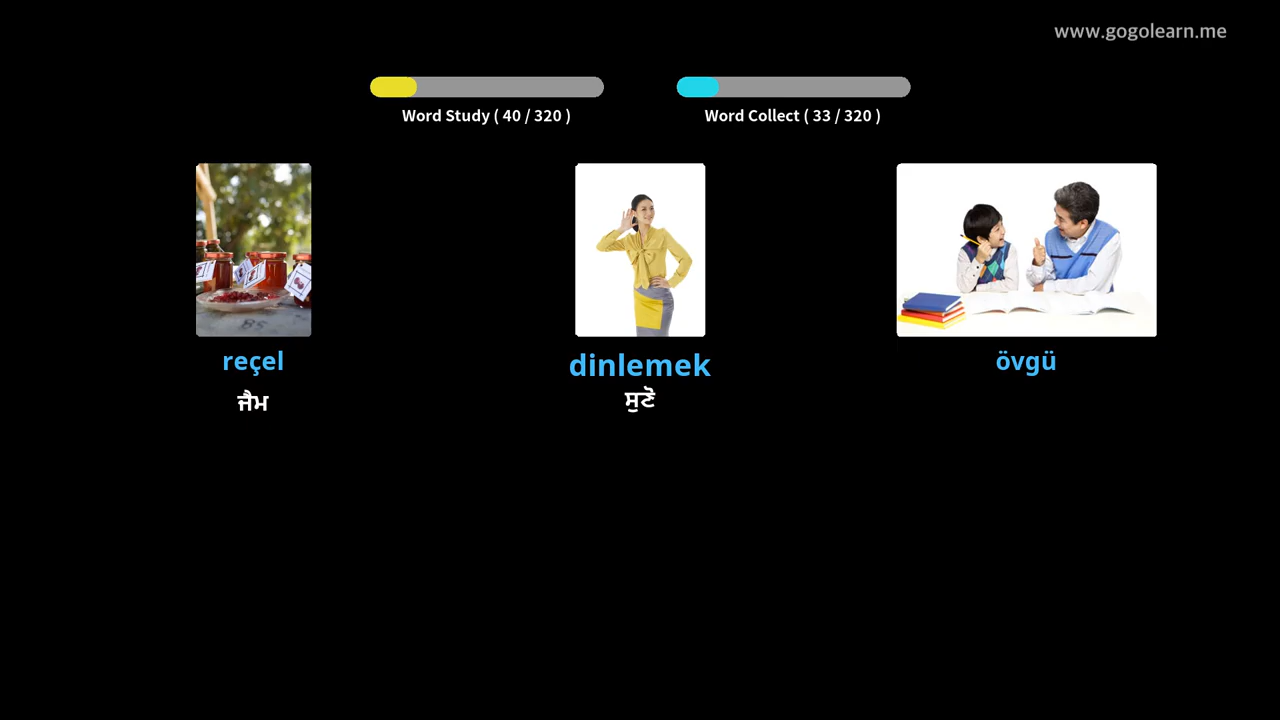 www.gogolearn.me
Word Study ( 40 / 320 )
Word Collect ( 33 / 320 )
reçel
dinlemek
övgü
ਜੈਮ
ਸੁਣੋ